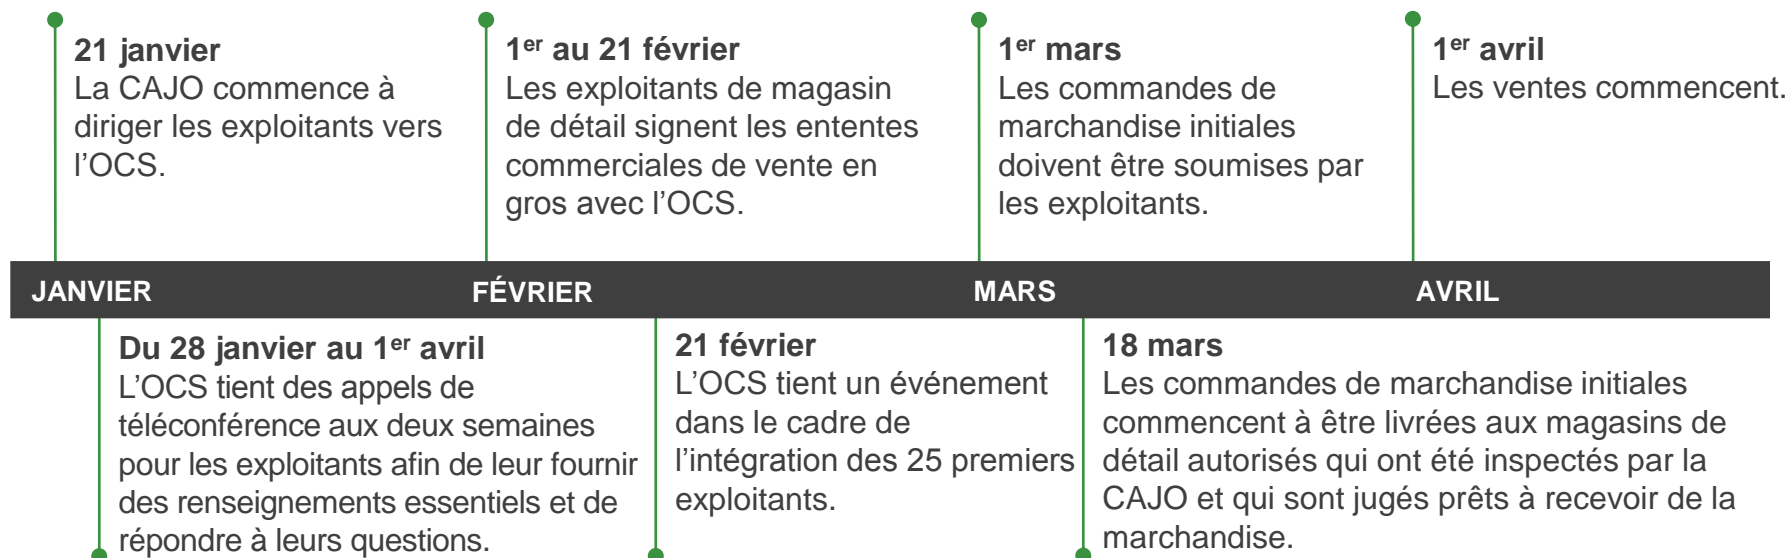 21 janvier
La CAJO commence à
diriger les exploitants vers
l’OCS.
1er au 21 février
Les exploitants de magasin
de détail signent les ententes
commerciales de vente en
gros avec l’OCS.
1er mars
Les commandes de
marchandise initiales
doivent être soumises par
les exploitants.
1er avril
Les ventes commencent.
JANVIER
FÉVRIER
MARS
AVRIL
Du 28 janvier au 1er avril
L’OCS tient des appels de
téléconférence aux deux semaines
pour les exploitants afin de leur fournir
des renseignements essentiels et de
répondre à leurs questions.
21 février
L’OCS tient un événement
dans le cadre de
l’intégration des 25 premiers
exploitants.
18 mars
Les commandes de marchandise initiales
commencent à être livrées aux magasins de
détail autorisés qui ont été inspectés par la
CAJO et qui sont jugés prêts à recevoir de la
marchandise.